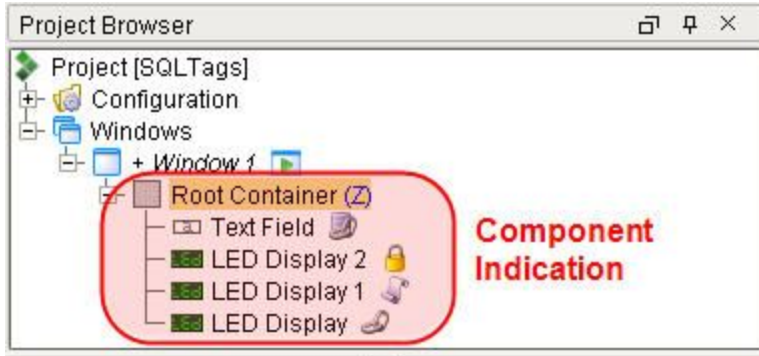 Project Browser
Project [SQLTags]
Configuration
Windows
+ Window 1
Root Container (Z)
Text Field
LED Display 2
LED Display 1
LED Display
Component
Indication